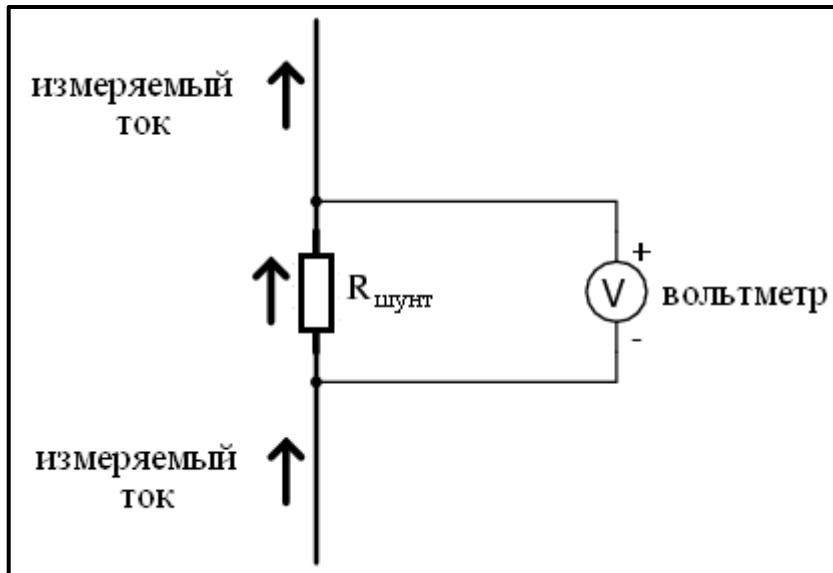 измеряемый
ток
+
R шунт
V
вольтметр
-
измеряемый
ток